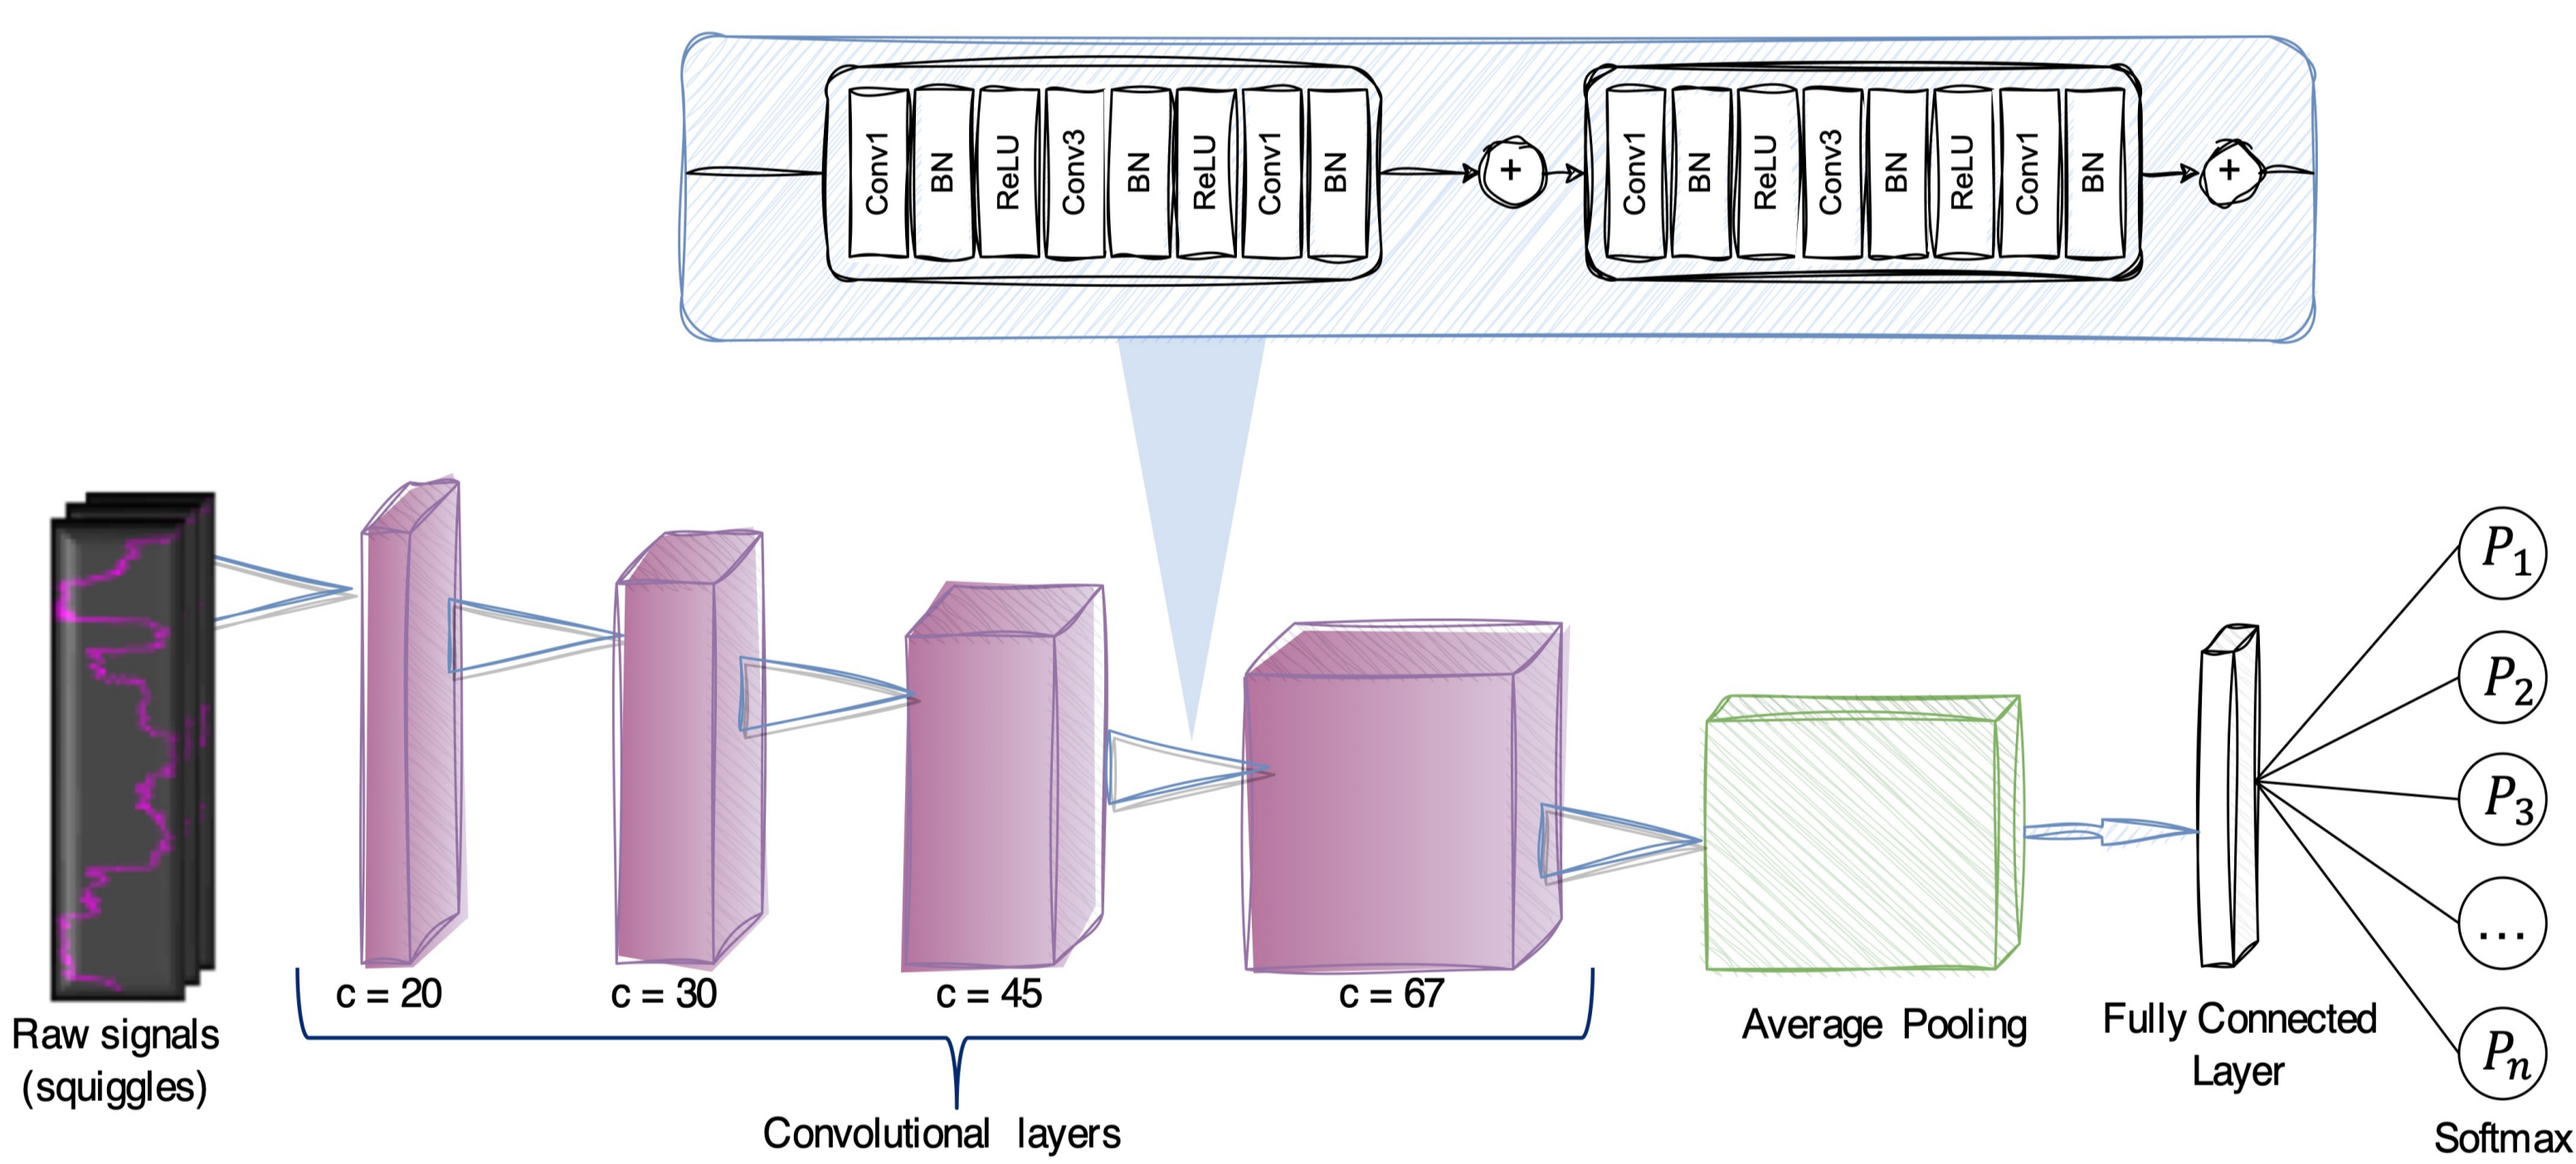 Conv1
BN
ReLU
Conv3
BN
ReLU
Conv1
BN
+
Conv1
BN
ReLU
Conv3
BN
ReLU
Conv1
BN
+
Raw signals
(squiggles)
c = 20
c = 30
c = 45
c = 67
Convolutional layers
Average Pooling
Fully Connected
Layer
P₁
P₂
P₃
...
Pₙ
Softmax